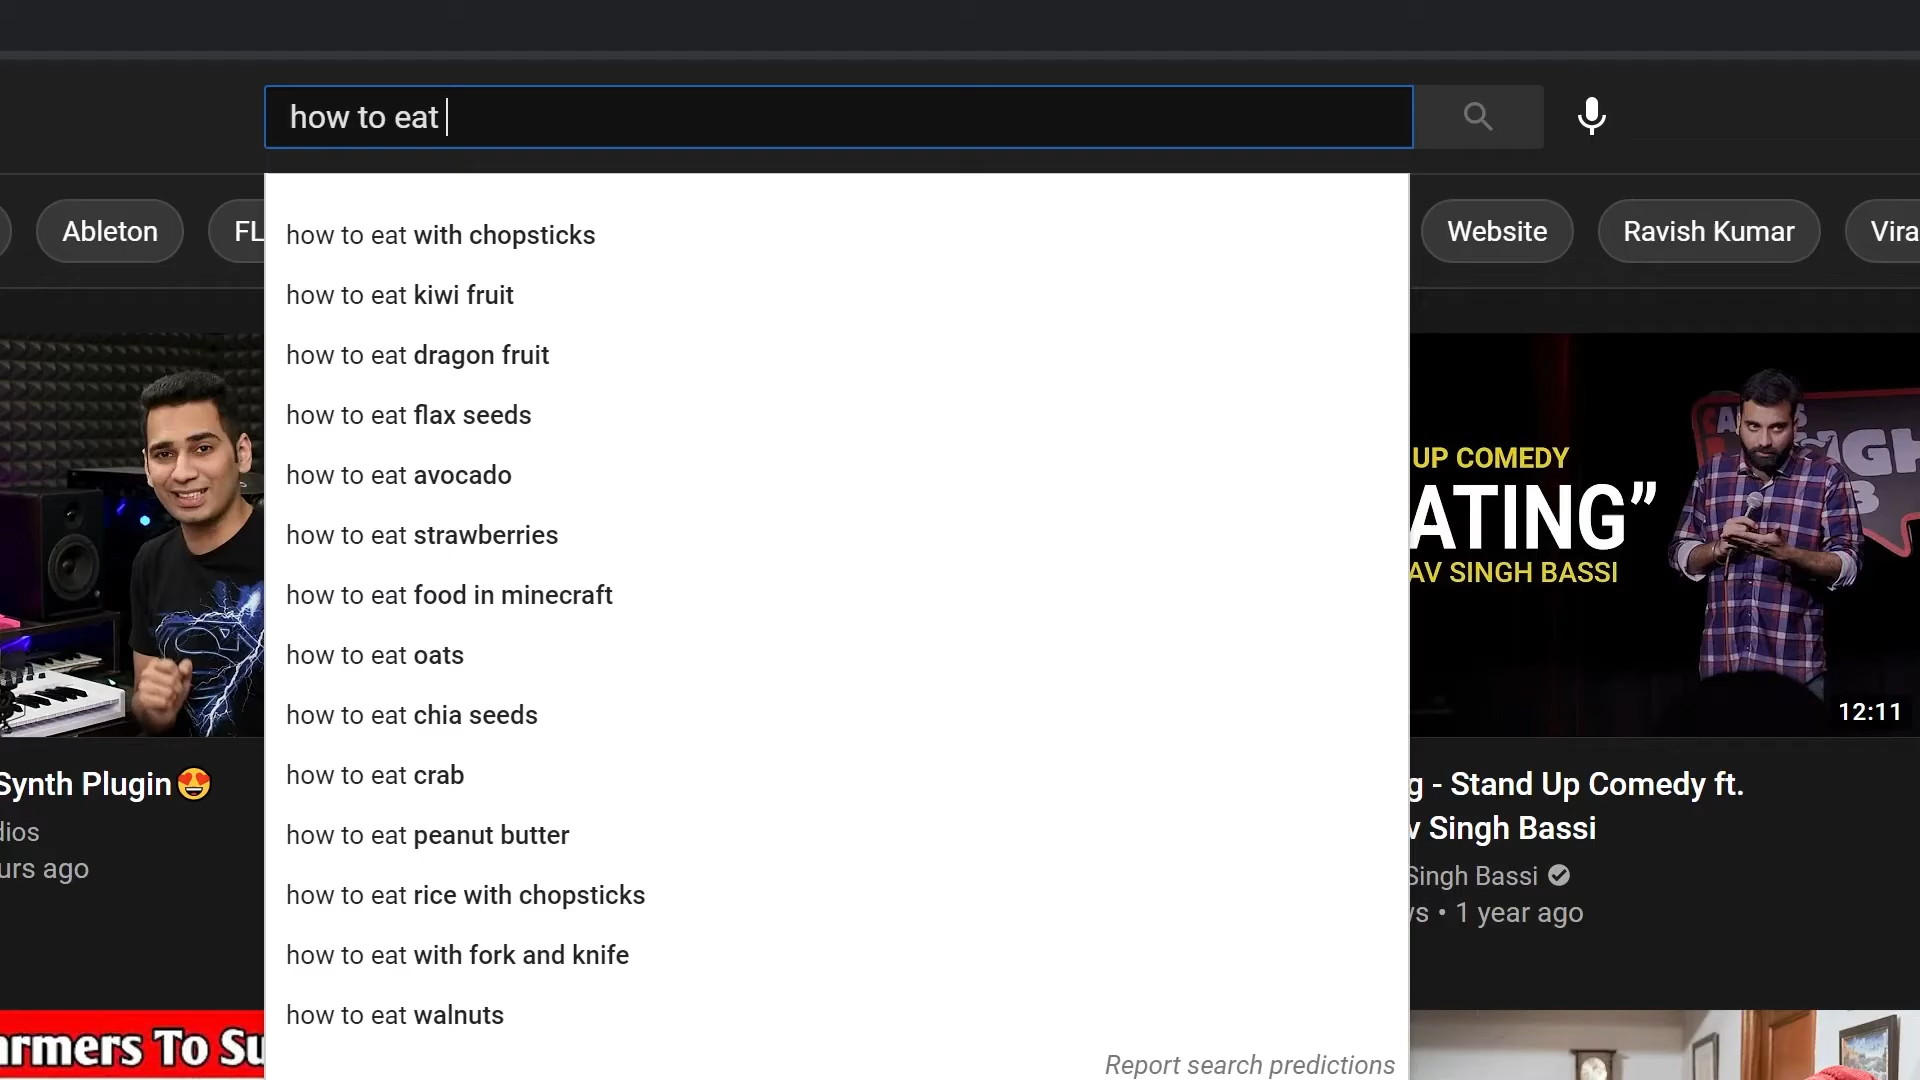 how to eat
Ableton
FL
Website
Ravish Kumar
Vira
how to eat with chopsticks
how to eat kiwi fruit
how to eat dragon fruit
how to eat flax seeds
how to eat avocado
how to eat strawberries
how to eat food in minecraft
how to eat oats
how to eat chia seeds
how to eat crab
how to eat peanut butter
how to eat rice with chopsticks
how to eat with fork and knife
how to eat walnuts
Report search predictions
Synth Plugin😍
dios
urs ago
armers To Su
UP COMEDY
ATING”
AV SINGH BASSI
12:11
g - Stand Up Comedy ft.
v Singh Bassi
Singh Bassi
ys • 1 year ago